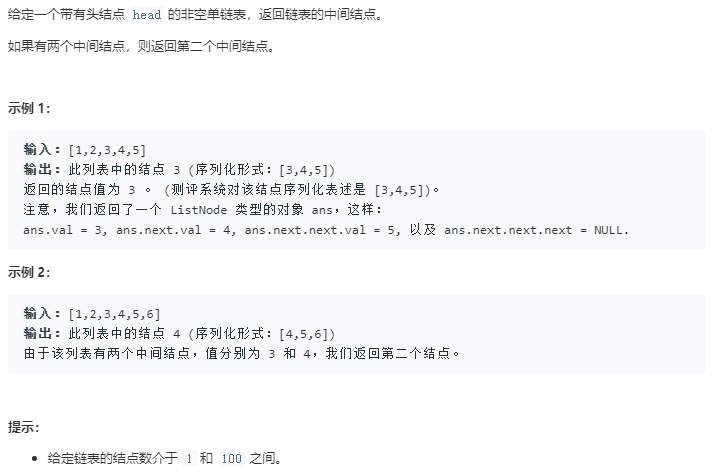 给定一个带有头结点 head 的非空单链表，返回链表的中间结点。
如果有两个中间结点，则返回第二个中间结点。
示例 1：
输入：[1,2,3,4,5]
输出：此列表中的结点 3 (序列化形式：[3,4,5])
返回的结点值为 3 。 (测评系统对该结点序列化表述是 [3,4,5])。
注意，我们返回了一个 ListNode 类型的对象 ans，这样：
ans.val = 3, ans.next.val = 4, ans.next.next.val = 5, 以及 ans.next.next.next = NULL.
示例 2：
输入：[1,2,3,4,5,6]
输出：此列表中的结点 4 (序列化形式：[4,5,6])
由于该列表有两个中间结点，值分别为 3 和 4，我们返回第二个结点。
提示：
• 给定链表的结点数介于 1 和 100 之间。